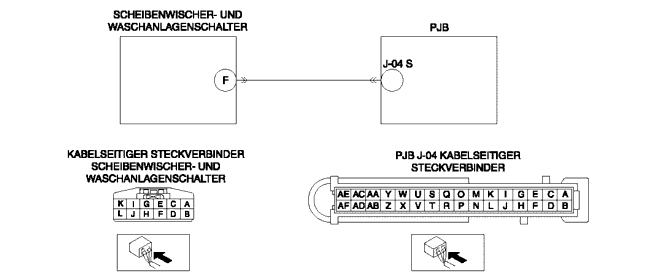 SCHEIBENWISCHER- UND
WASCHANLAGENSCHALTER
PJB
F
J-04 S
KABELSEITIGER STECKVERBINDER
SCHEIBENWISCHER- UND
WASCHANLAGENSCHALTER
K I G E C A
L J H F D B
PJB J-04 KABELSEITIGER
STECKVERBINDER
AE AC AA Y W U S Q O M K I G E C A
AF AD AB Z X V T R P N L J H F D B